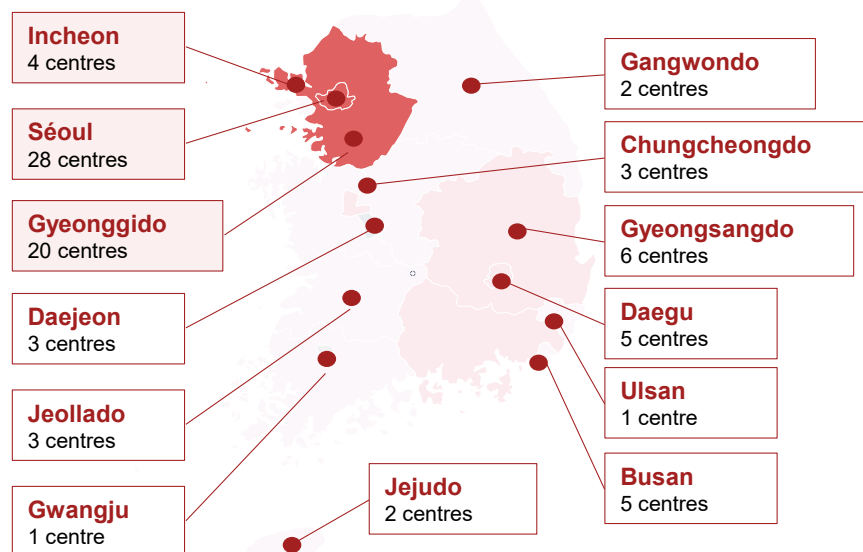 Incheon
4 centres
Séoul
28 centres
Gyeonggido
20 centres
Daejeon
3 centres
Jeollado
3 centres
Gwangju
1 centre
Jejudo
2 centres
Gangwondo
2 centres
Chungcheongdo
3 centres
Gyeongsangdo
6 centres
Daegu
5 centres
Ulsan
1 centre
Busan
5 centres